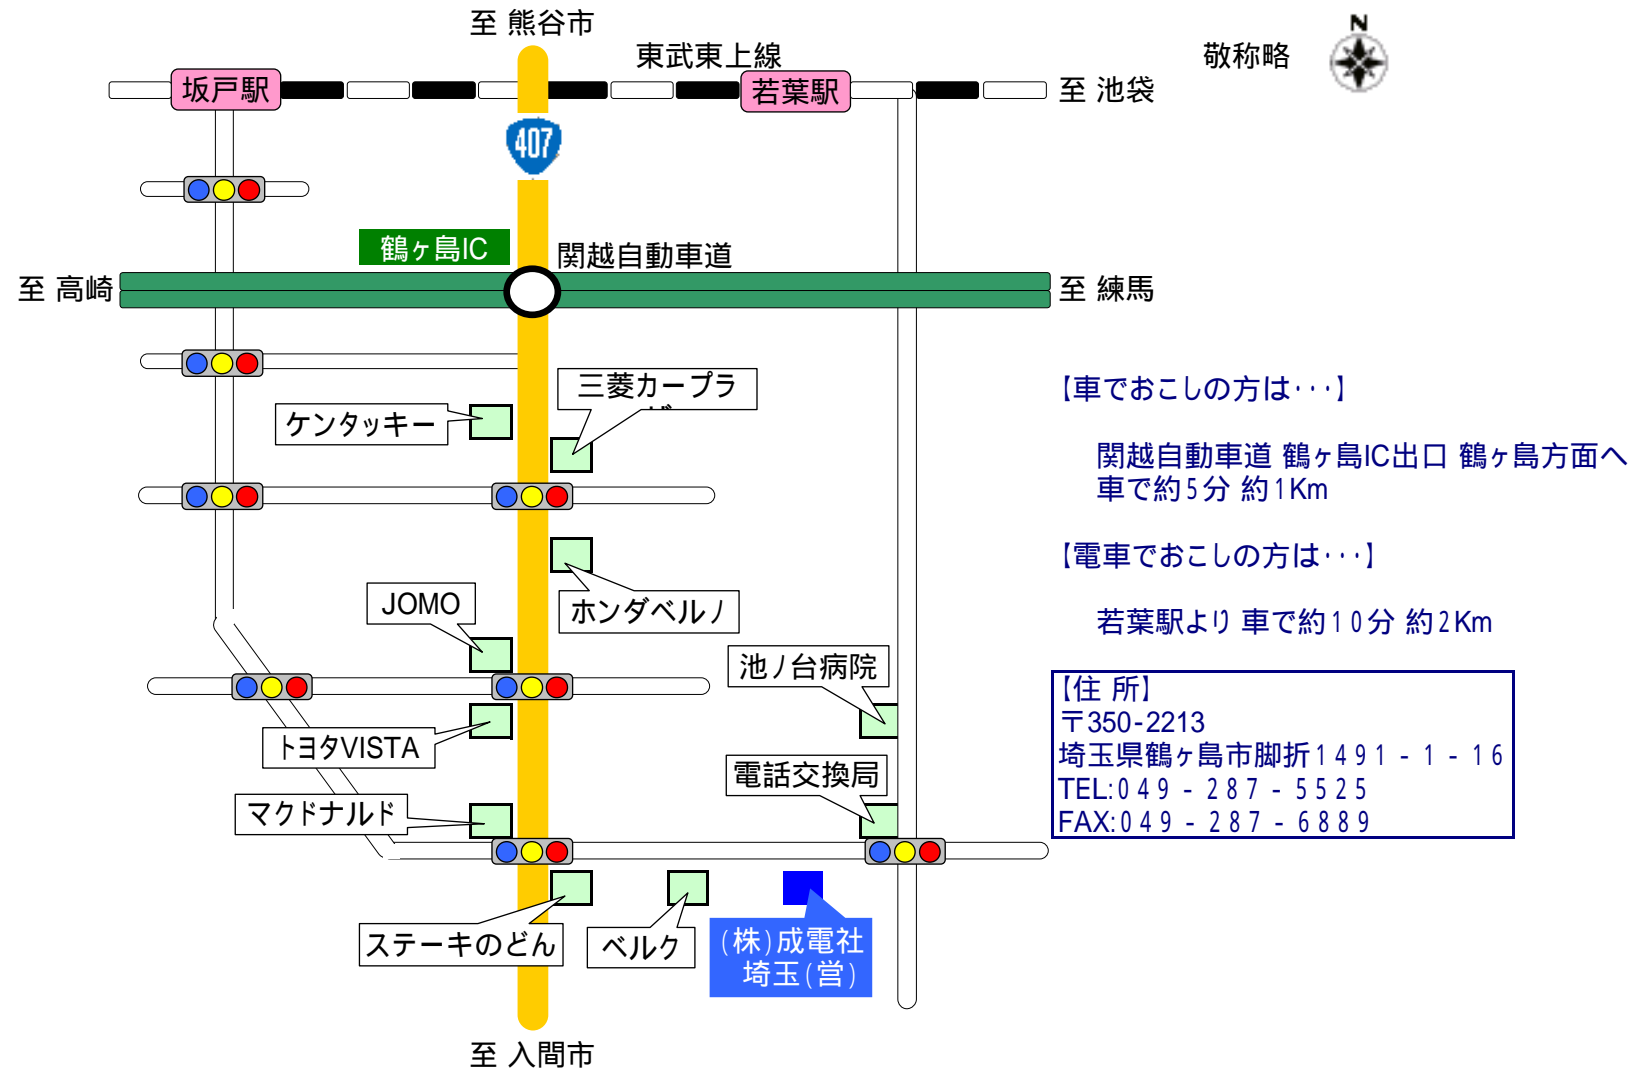 至 熊谷市
東武東上線
敬称略
N
坂戸駅
若葉駅
至 池袋
407
鶴ヶ島IC
関越自動車道
至 高崎
至 練馬
三菱カープラ
ケンタッキー
【車でおこしの方は･･･】
関越自動車道 鶴ヶ島IC出口 鶴ヶ島方面へ
車で約5分 約1Km
【電車でおこしの方は･･･】
若葉駅より 車で約10分 約2Km
JOMO
ホンダベルノ
池ノ台病院
トヨタVISTA
電話交換局
マクドナルド
【住 所】
〒350-2213
埼玉県鶴ヶ島市脚折1491-1-16
TEL:049-287-5525
FAX:049-287-6889
ステーキのどん
ベルク
(株)成電社
埼玉(営)
至 入間市